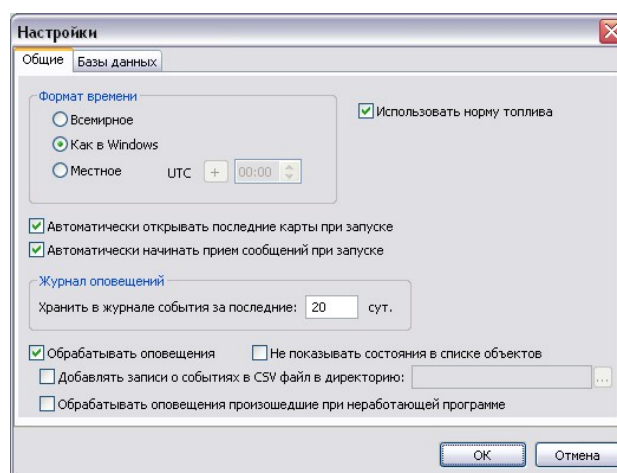 Настройки
Общие Базы данных
Формат времени
Всемирное
Использовать норму топлива
Как в Windows
Местное UTC + 00:00
Автоматически открывать последние карты при запуске
Автоматически начинать прием сообщений при запуске
Журнал оповещений
Хранить в журнале события за последние: 20 сут.
Обрабатывать оповещения Не показывать состояния в списке объектов
Добавлять записи о событиях в CSV файл в директорию: ...
Обрабатывать оповещения произошедшие при неработающей программе
ОК Отмена